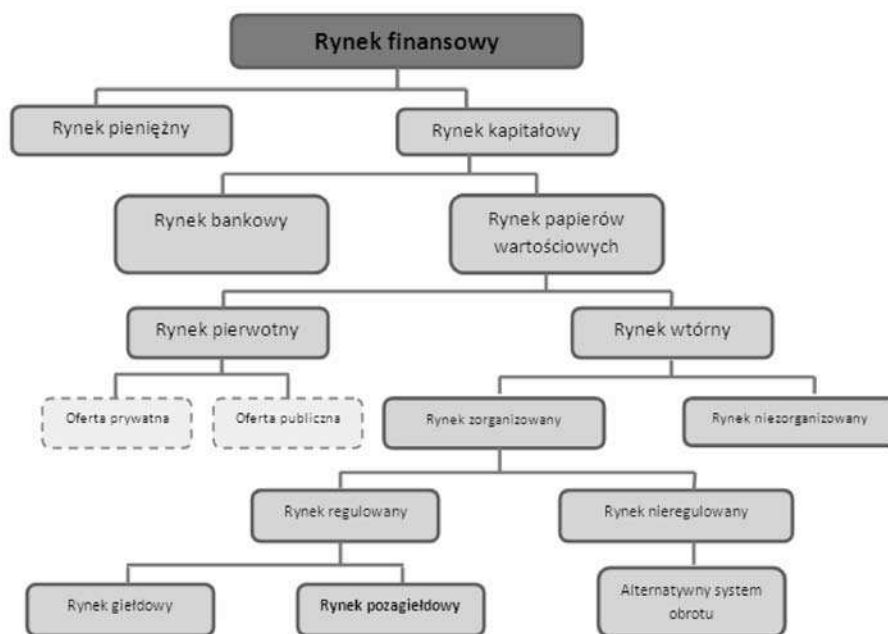 Rynek finansowy
Rynek pieniężny
Rynek kapitałowy
Rynek bankowy
Rynek papierów
wartościowych
Rynek pierwotny
Rynek wtórny
Oferta prywatna
Oferta publiczna
Rynek zorganizowany
Rynek niezorganizowany
Rynek regulowany
Rynek nieregulowany
Rynek giełdowy
Rynek pozagiełdowy
Alternatywny system
obrotu